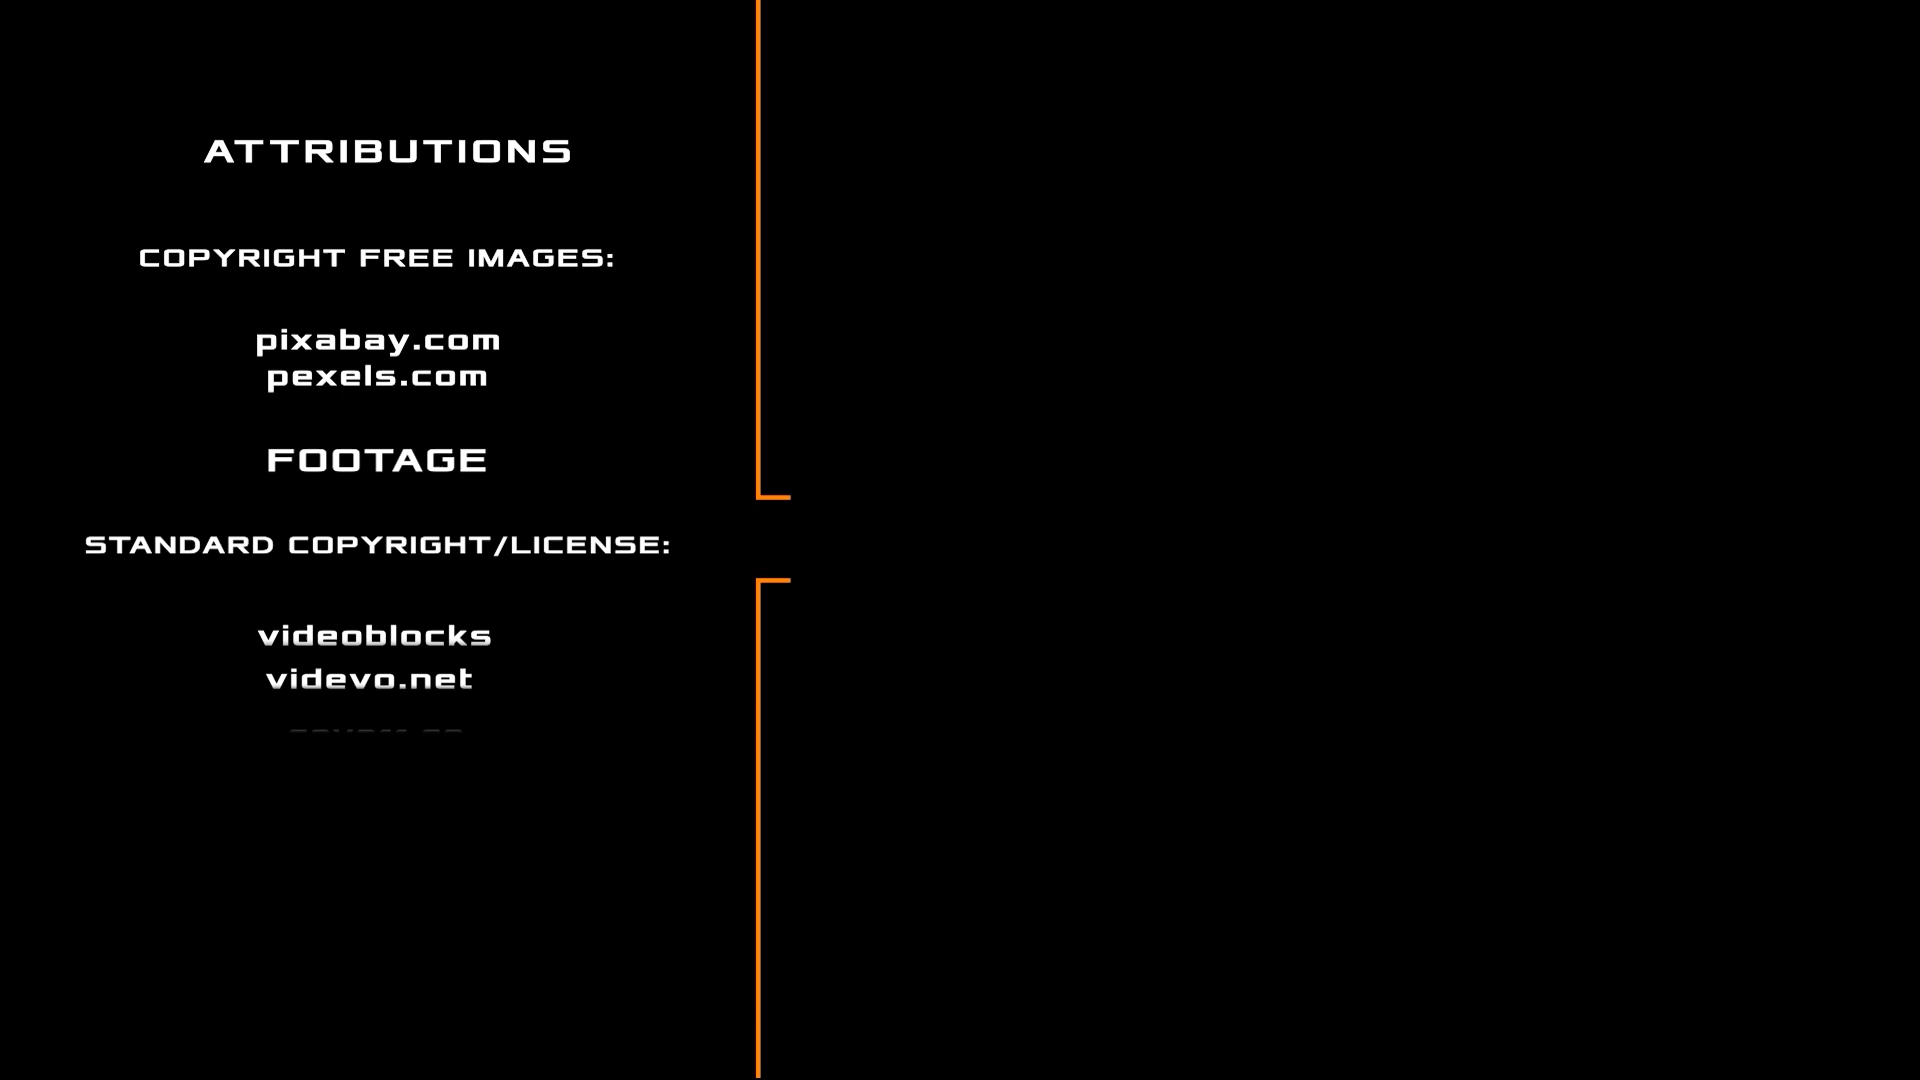 ATTRIBUTIONS
COPYRIGHT FREE IMAGES:
pixabay.com
pexels.com
FOOTAGE
STANDARD COPYRIGHT/LICENSE:
videoblocks
videvo.net